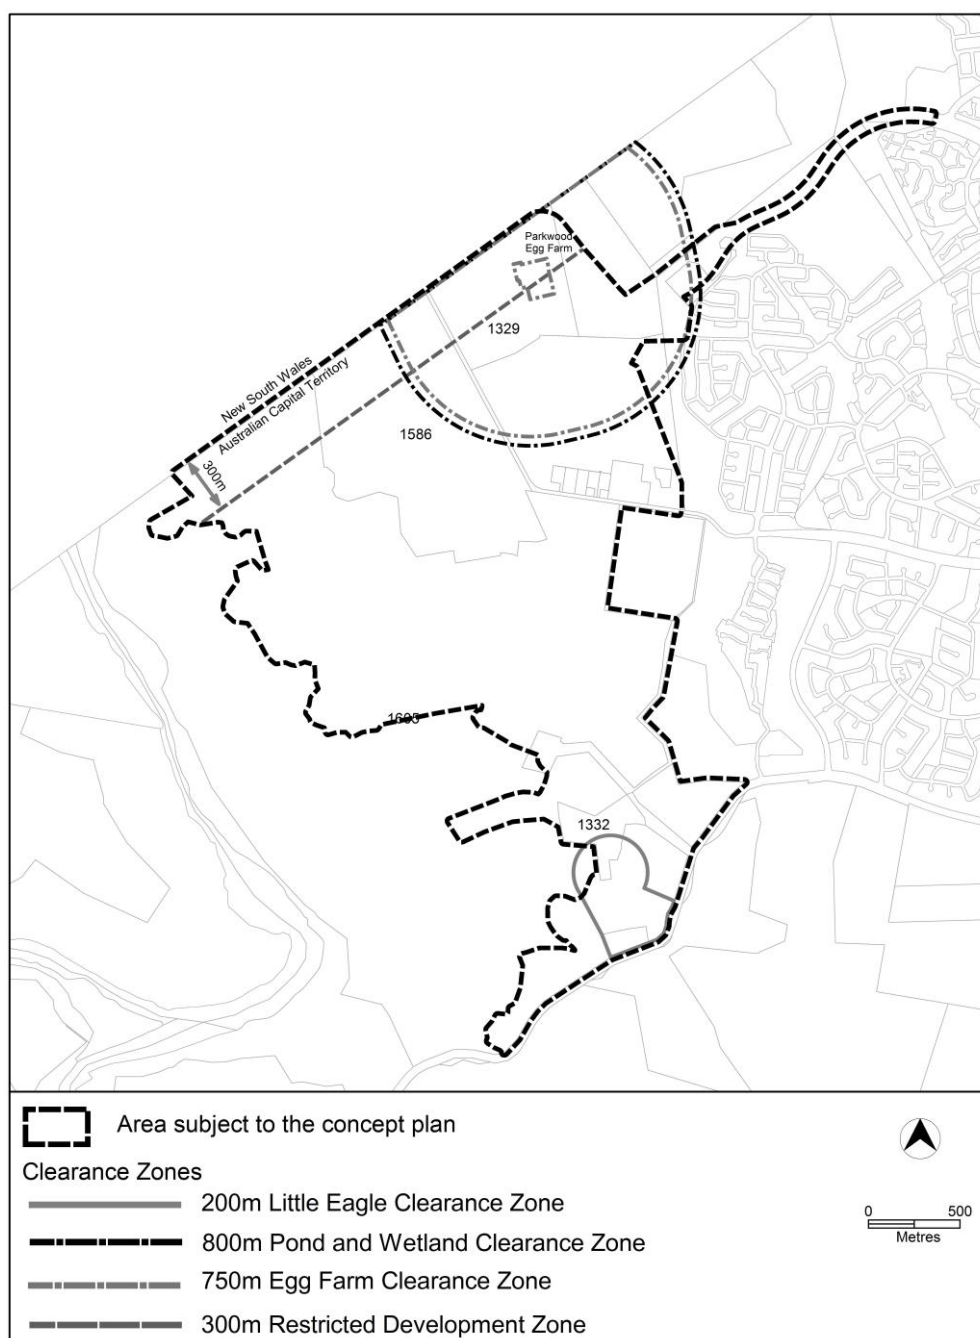 Parkwood
Egg Farm
1329
New South Wales
Australian Capital Territory
1586
300m
1605
1332
Area subject to the concept plan
Clearance Zones
200m Little Eagle Clearance Zone
800m Pond and Wetland Clearance Zone
750m Egg Farm Clearance Zone
300m Restricted Development Zone
0 500
Metres